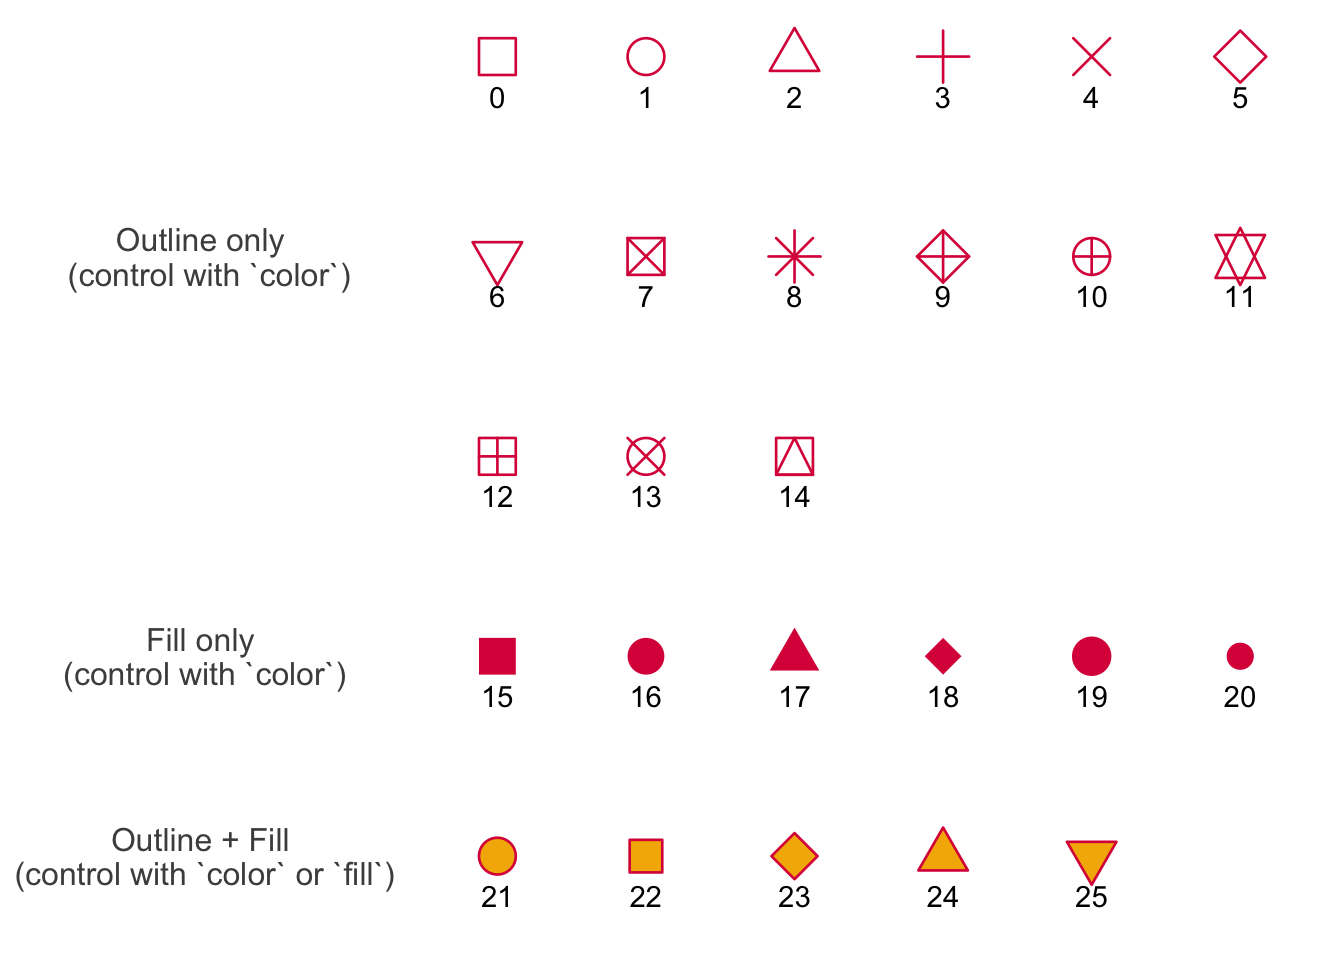 0 1 2 3 4 5
Outline only
(control with `color`)
6 7 8 9 10 11
12 13 14
Fill only
(control with `color`)
15 16 17 18 19 20
Outline + Fill
(control with `color` or `fill`)
21 22 23 24 25